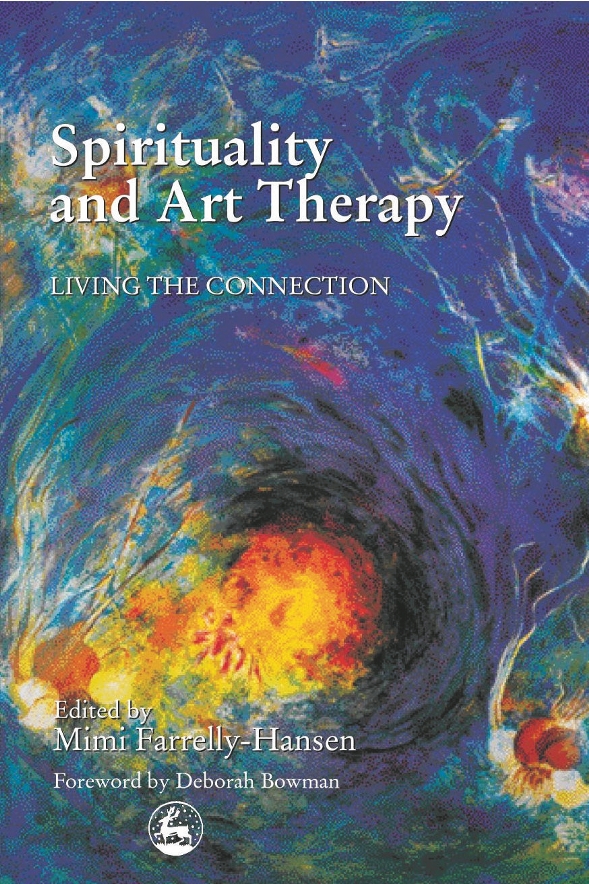 Spirituality
and Art Therapy
LIVING THE CONNECTION
Edited by
Mimi Farrelly-Hansen
Foreword by Deborah Bowman